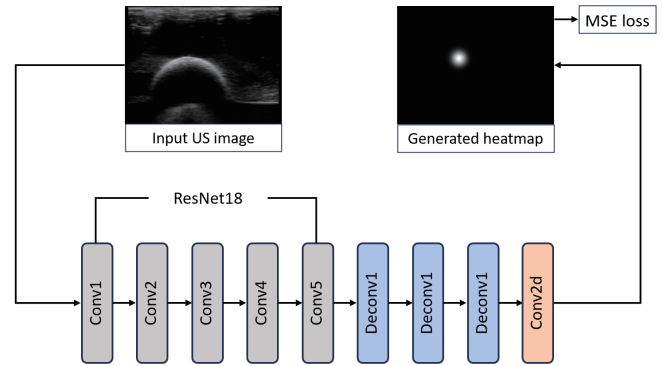 MSE loss
Input US image
Generated heatmap
ResNet18
Conv1
Conv2
Conv3
Conv4
Conv5
Deconv1
Deconv1
Deconv1
Conv2d